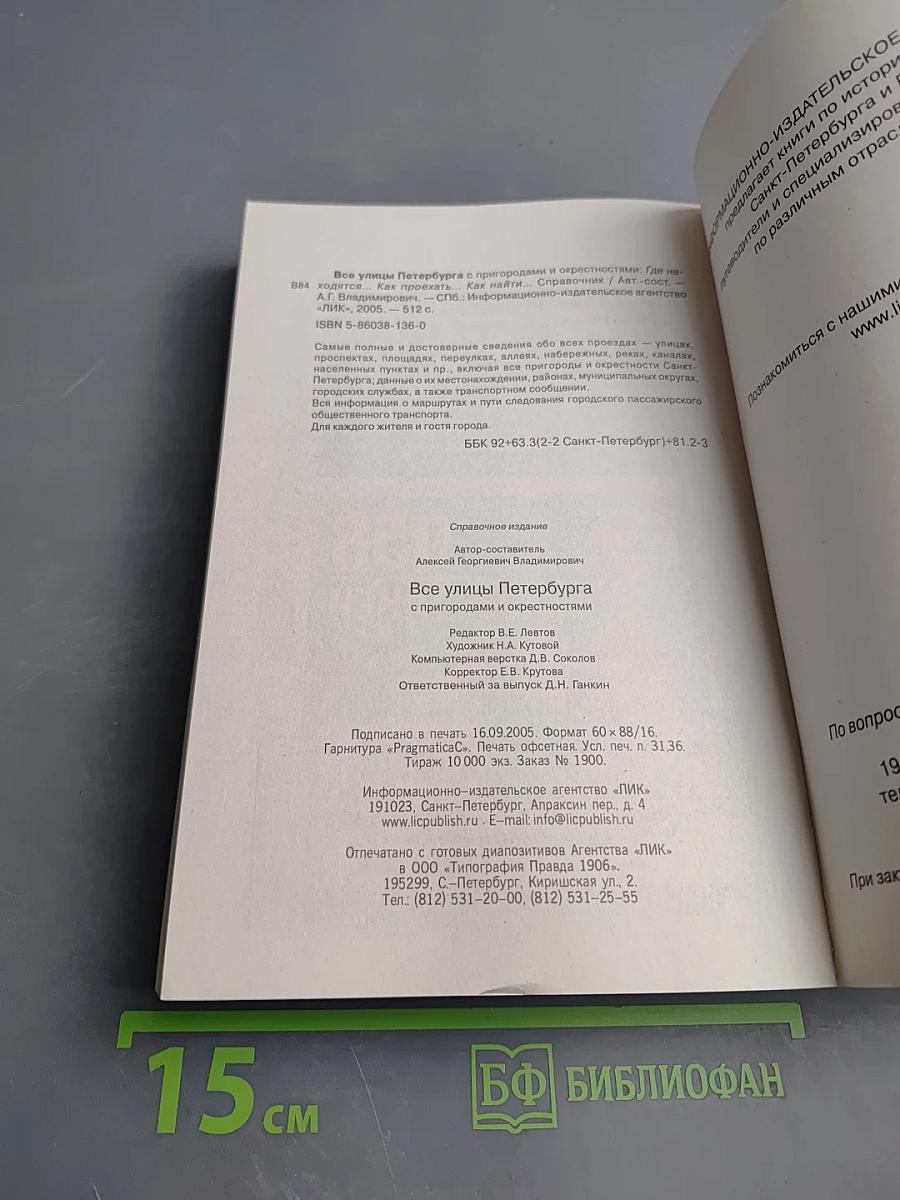 Все улицы Петербурга с пригородами и окрестностями: Где на-
В84 ходятся... Как проехать... Как найти... Справочник / Авт.-сост. —
А.Г. Владимирович. — СПб.: Информационно-издательское агентство
«ЛИК», 2005. — 512 с.
ISBN 5-86038-136-0
Самые полные и достоверные сведения обо всех проездах — улицах,
проспектах, площадях, переулках, аллеях, набережных, реках, каналах,
населенных пунктах и пр., включая все пригороды и окрестности Санкт-
Петербурга; данные о их местонахождении, районах, муниципальных округах,
городских службах, а также транспортном сообщении.
Вся информация о маршрутах и пути следования городского пассажирского
общественного транспорта.
Для каждого жителя и гостя города.
ББК 92+63.3(2-2 Санкт-Петербург)+81.2-3
Справочное издание
Автор-составитель
Алексей Георгиевич Владимирович
Все улицы Петербурга
с пригородами и окрестностями
Редактор В.Е. Левтов
Художник Н.А. Кутовой
Компьютерная верстка Д.В. Соколов
Корректор Е.В. Крутова
Ответственный за выпуск Д.Н. Ганкин
Подписано в печать 16.09.2005. Формат 60×88/16.
Гарнитура «PragmaticaC». Печать офсетная. Усл. печ. л. 31,36.
Тираж 10 000 экз. Заказ № 1900.
Информационно-издательское агентство «ЛИК»
191023, Санкт-Петербург, Апраксин пер., д. 4
www.licpublish.ru . E-mail: info@licpublish.ru
Отпечатано с готовых диапозитивов Агентства «ЛИК»
в ООО «Типография Правда 1906».
195299, С.-Петербург, Киришская ул., 2.
Тел.: (812) 531-20-00, (812) 531-25-55
ИЗДАТЕЛЬСКОЕ
предлагает книги по
Санкт-Петербурга и
и
по различным
Познакомиться с нашими
По
19
При
15 см
БФ БИБЛИОФАН